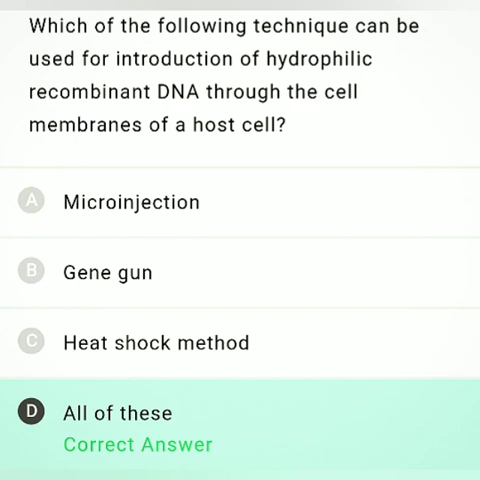 Which of the following technique can be
used for introduction of hydrophilic
recombinant DNA through the cell
membranes of a host cell?
A Microinjection
B Gene gun
C Heat shock method
D All of these
Correct Answer